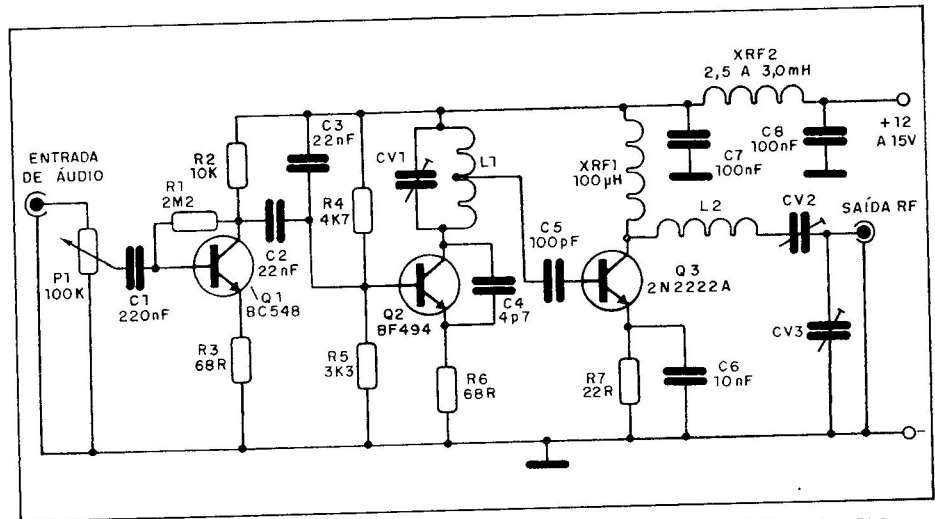 XRF2
2,5 A 3,0mH
+12
A 15V
C8
100nF
C7
100nF
C3
22nF
ENTRADA
DE ÁUDIO
R2
10K
R1
2M2
R4
4K7
CV1
L1
XRF1
100µH
L2
CV2
SAÍDA RF
P1
100K
C1
220nF
C2
22nF
Q1
BC548
Q2
BF494
C4
4p7
C5
100pF
Q3
2N2222A
CV3
R3
68R
R5
3K3
R6
68R
R7
22R
C6
10nF
-